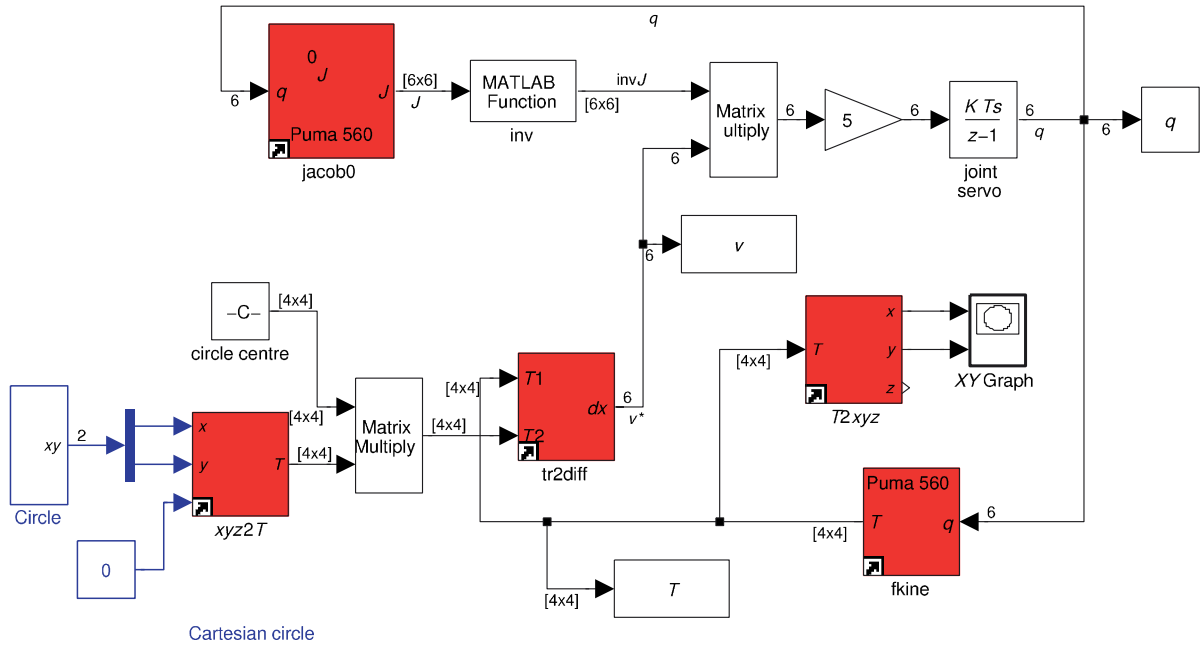 q
0
J
q
J
Puma 560
6
jacob0
[6x6]
J
MATLAB
Function
inv
invJ
[6x6]
Matrix
ultiply
6
6
5
6
K Ts
z–1
joint
servo
6
q
6
q
6
v
–C–
[4x4]
circle centre
xy
2
Circle
0
x
y
T
xyz2T
[4x4]
[4x4]
Matrix
Multiply
[4x4]
[4x4]
T1
T2
dx
tr2diff
6
v*
[4x4]
T
x
y
z
T2xyz
XY Graph
Puma 560
T
q
fkine
6
[4x4]
[4x4]
T
Cartesian circle